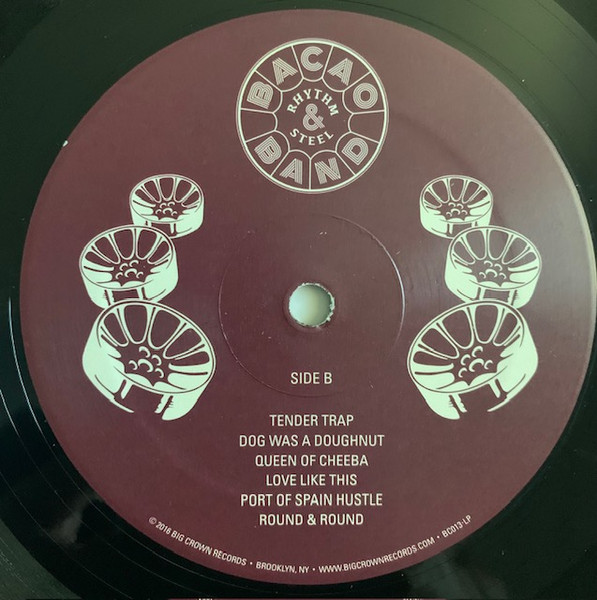 BACAO
RHYTHM
&
STEEL
BAND
SIDE B
TENDER TRAP
DOG WAS A DOUGHNUT
QUEEN OF CHEEBA
LOVE LIKE THIS
PORT OF SPAIN HUSTLE
ROUND & ROUND
© 2016 BIG CROWN RECORDS • BROOKLYN, NY • WWW.BIGCROWNRECORDS.COM • BC013-LP